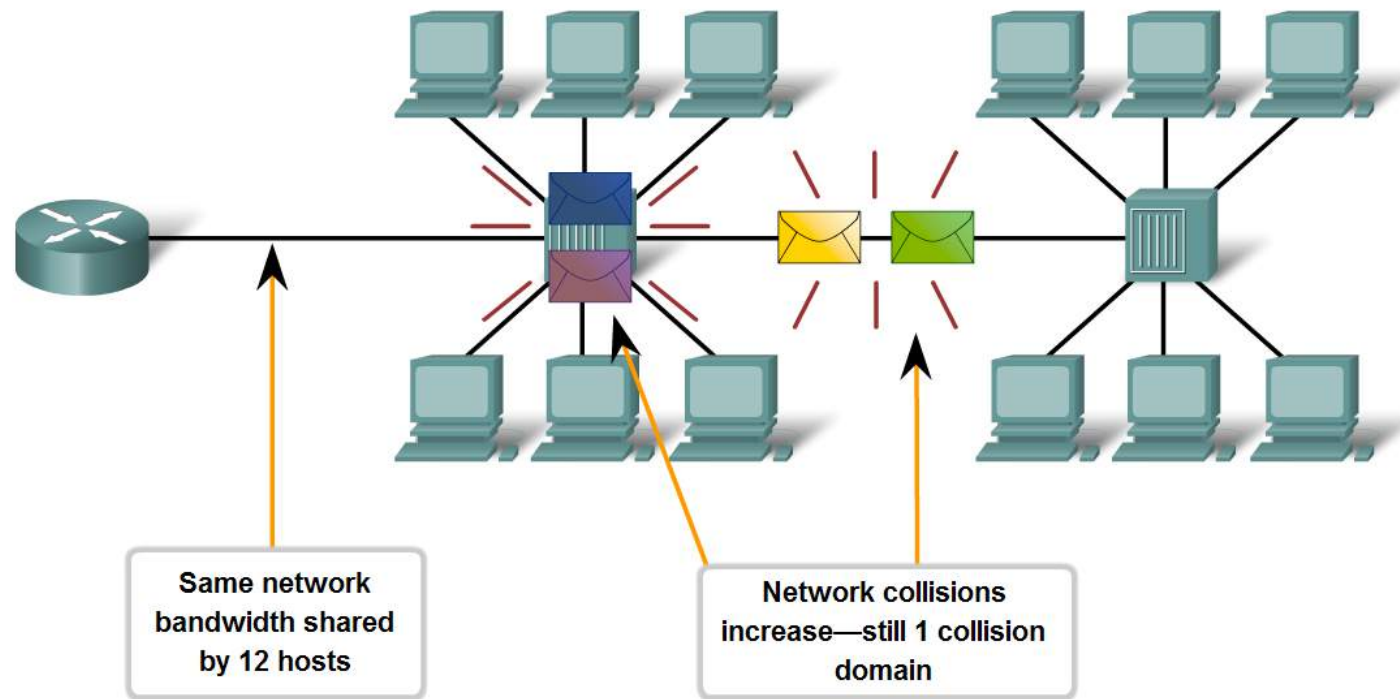 Same network
bandwidth shared
by 12 hosts
Network collisions
increase—still 1 collision
domain